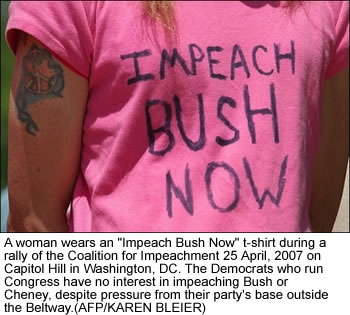 IMPEACH
BUSH
NOW
A woman wears an "Impeach Bush Now" t-shirt during a
rally of the Coalition for Impeachment 25 April, 2007 on
Capitol Hill in Washington, DC. The Democrats who run
Congress have no interest in impeaching Bush or
Cheney, despite pressure from their party's base outside
the Beltway.(AFP/KAREN BLEIER)